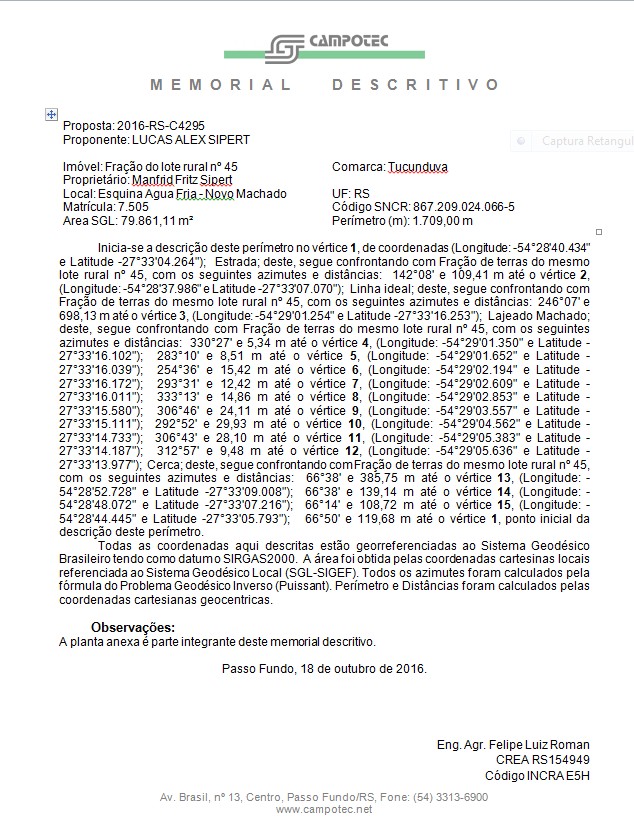 CAMPOTEC
MEMORIAL DESCRITIVO
Proposta: 2016-RS-C4295
Proponente: LUCAS ALEX SIPERT
Captura Retangul
Imóvel: Fração do lote rural nº 45 Comarca: Tucunduva
Proprietário: Manfrid Fritz Sipert
Local: Esquina Agua Fria - Novo Machado UF: RS
Matrícula: 7.505 Código SNCR: 867.209.024.066-5
Area SGL: 79.861,11 m² Perímetro (m): 1.709,00 m
Inicia-se a descrição deste perímetro no vértice 1, de coordenadas (Longitude: -54°28'40.434"
e Latitude -27°33'04.264"); Estrada; deste, segue confrontando com Fração de terras do mesmo
lote rural nº 45, com os seguintes azimutes e distâncias: 142°08' e 109,41 m até o vértice 2,
(Longitude: -54°28'37.986" e Latitude -27°33'07.070"); Linha ideal; deste, segue confrontando com
Fração de terras do mesmo lote rural nº 45, com os seguintes azimutes e distâncias: 246°07' e
698,13 m até o vértice 3, (Longitude: -54°29'01.254" e Latitude -27°33'16.253"); Lajeado Machado;
deste, segue confrontando com Fração de terras do mesmo lote rural nº 45, com os seguintes
azimutes e distâncias: 330°27' e 5,34 m até o vértice 4, (Longitude: -54°29'01.350" e Latitude -
27°33'16.102"); 283°10' e 8,51 m até o vértice 5, (Longitude: -54°29'01.652" e Latitude -
27°33'16.039"); 254°36' e 15,42 m até o vértice 6, (Longitude: -54°29'02.194" e Latitude -
27°33'16.172"); 293°31' e 12,42 m até o vértice 7, (Longitude: -54°29'02.609" e Latitude -
27°33'16.011"); 333°13' e 14,86 m até o vértice 8, (Longitude: -54°29'02.853" e Latitude -
27°33'15.580"); 306°46' e 24,11 m até o vértice 9, (Longitude: -54°29'03.557" e Latitude -
27°33'15.111"); 292°52' e 29,93 m até o vértice 10, (Longitude: -54°29'04.562" e Latitude -
27°33'14.733"); 306°43' e 28,10 m até o vértice 11, (Longitude: -54°29'05.383" e Latitude -
27°33'14.187"); 312°57' e 9,48 m até o vértice 12, (Longitude: -54°29'05.636" e Latitude -
27°33'13.977"); Cerca; deste, segue confrontando com Fração de terras do mesmo lote rural nº 45,
com os seguintes azimutes e distâncias: 66°38' e 385,75 m até o vértice 13, (Longitude: -
54°28'52.728" e Latitude -27°33'09.008"); 66°38' e 139,14 m até o vértice 14, (Longitude: -
54°28'48.072" e Latitude -27°33'07.216"); 66°14' e 108,72 m até o vértice 15, (Longitude: -
54°28'44.445" e Latitude -27°33'05.793"); 66°50' e 119,68 m até o vértice 1, ponto inicial da
descrição deste perímetro.
Todas as coordenadas aqui descritas estão georreferenciadas ao Sistema Geodésico
Brasileiro tendo como datum o SIRGAS2000. A área foi obtida pelas coordenadas cartesinas locais
referenciada ao Sistema Geodésico Local (SGL-SIGEF). Todos os azimutes foram calculados pela
fórmula do Problema Geodésico Inverso (Puissant). Perímetro e Distâncias foram calculados pelas
coordenadas cartesianas geocentricas.
Observações:
A planta anexa é parte integrante deste memorial descritivo.
Passo Fundo, 18 de outubro de 2016.
Eng. Agr. Felipe Luiz Roman
CREA RS154949
Código INCRA E5H
Av. Brasil, nº 13, Centro, Passo Fundo/RS, Fone: (54) 3313-6900
www.campotec.net